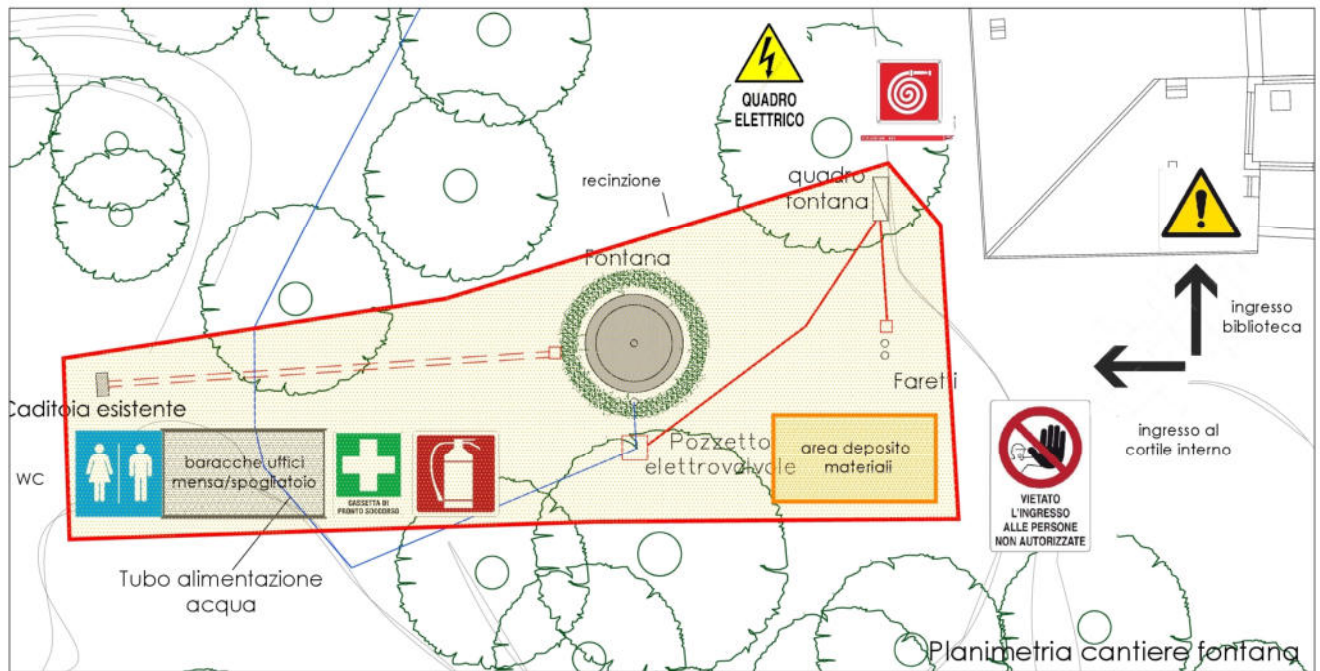 QUADRO
ELETTRICO
recinzione
quadro
fontana
Fontana
ingresso
biblioteca
Caditoia esistente
Faretti
WC
baracche uffici
mensa/spogliatoio
CASSETTA DI
PRONTO SOCCORSO
Pozzetto
elettrovalvole
area deposito
materiali
ingresso al
cortile interno
VIETATO
L'INGRESSO
ALLE PERSONE
NON AUTORIZZATE
Tubo alimentazione
acqua
Planimetria cantiere fontana